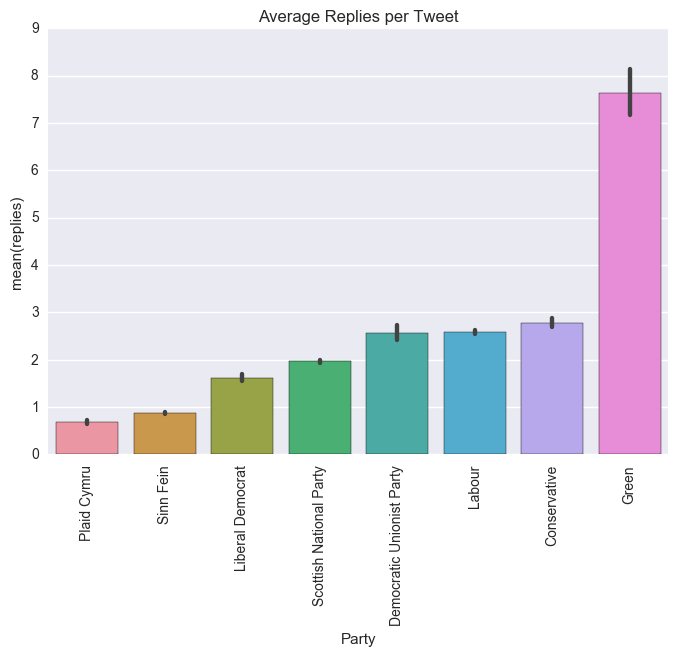 Average Replies per Tweet
mean(replies)
9
8
7
6
5
4
3
2
1
0
Plaid Cymru
Sinn Fein
Liberal Democrat
Scottish National Party
Democratic Unionist Party
Labour
Conservative
Green
Party